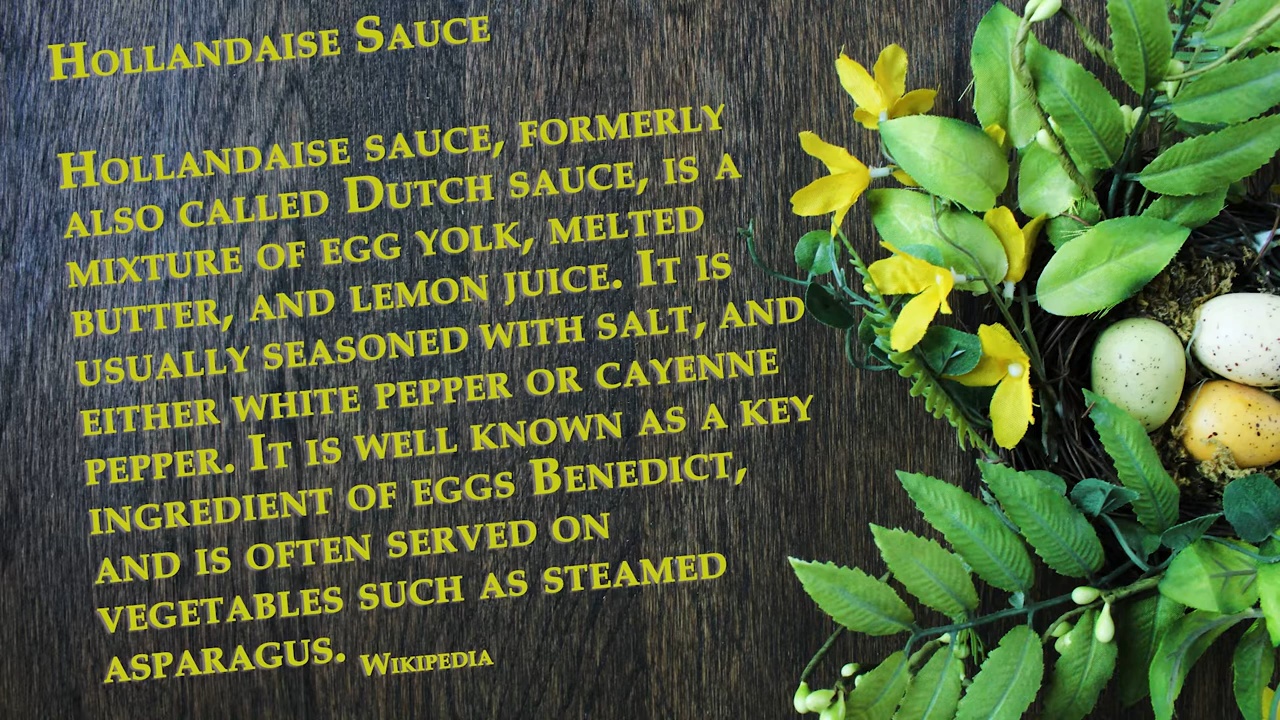 Hollandaise Sauce
Hollandaise sauce, formerly
also called Dutch sauce, is a
mixture of egg yolk, melted
butter, and lemon juice. It is
usually seasoned with salt, and
either white pepper or cayenne
pepper. It is well known as a key
ingredient of eggs Benedict,
and is often served on
vegetables such as steamed
asparagus. Wikipedia